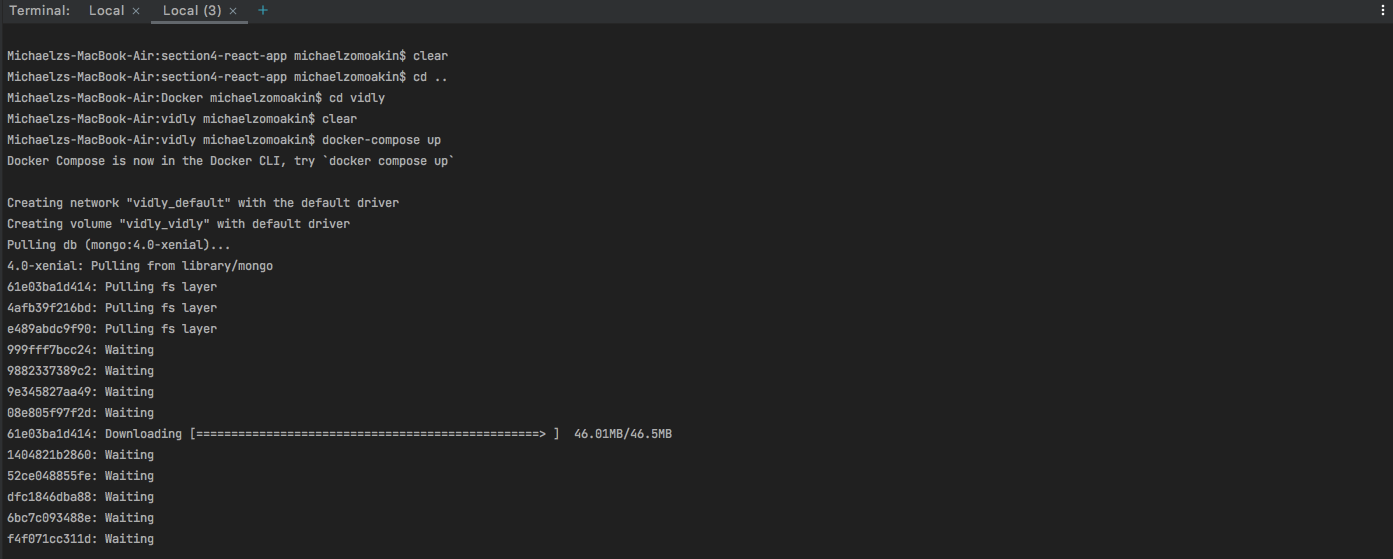 Terminal: Local × Local (3) × +
Michaelzs-MacBook-Air:section4-react-app michaelzomoakin$ clear
Michaelzs-MacBook-Air:section4-react-app michaelzomoakin$ cd ..
Michaelzs-MacBook-Air:Docker michaelzomoakin$ cd vidly
Michaelzs-MacBook-Air:vidly michaelzomoakin$ clear
Michaelzs-MacBook-Air:vidly michaelzomoakin$ docker-compose up
Docker Compose is now in the Docker CLI, try `docker compose up`
Creating network "vidly_default" with the default driver
Creating volume "vidly_vidly" with default driver
Pulling db (mongo:4.0-xenial)...
4.0-xenial: Pulling from library/mongo
61e03ba1d414: Pulling fs layer
4afb39f216bd: Pulling fs layer
e489abdc9f90: Pulling fs layer
999fff7bcc24: Waiting
9882337389c2: Waiting
9e345827aa49: Waiting
08e805f97f2d: Waiting
61e03ba1d414: Downloading [=================================================> ]  46.01MB/46.5MB
1404821b2860: Waiting
52ce048855fe: Waiting
dfc1846dba88: Waiting
6bc7c093488e: Waiting
f4f071cc311d: Waiting